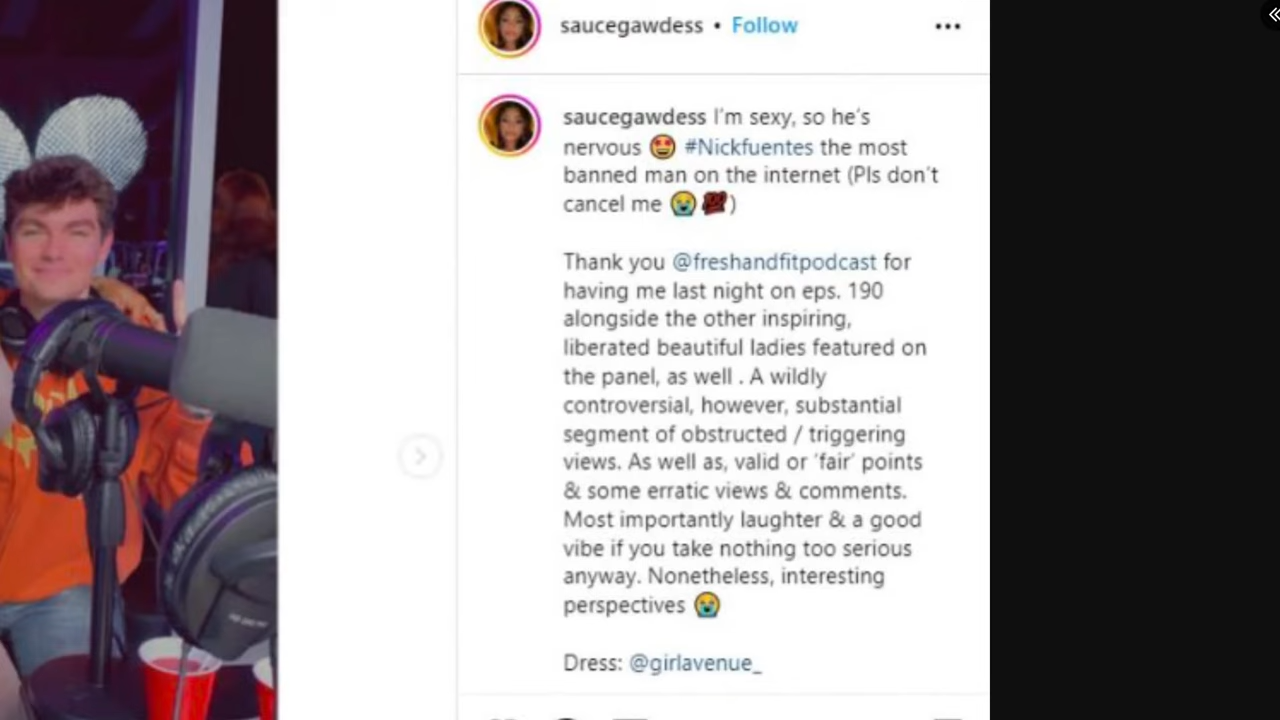 saucegawdess • Follow
saucegawdess I'm sexy, so he's
nervous 🤩 #Nickfuentes the most
banned man on the internet (Pls don't
cancel me 😭💯)
Thank you @freshandfitpodcast for
having me last night on eps. 190
alongside the other inspiring,
liberated beautiful ladies featured on
the panel, as well . A wildly
controversial, however, substantial
segment of obstructed / triggering
views. As well as, valid or 'fair' points
& some erratic views & comments.
Most importantly laughter & a good
vibe if you take nothing too serious
anyway. Nonetheless, interesting
perspectives 😭
Dress: @girlavenue_